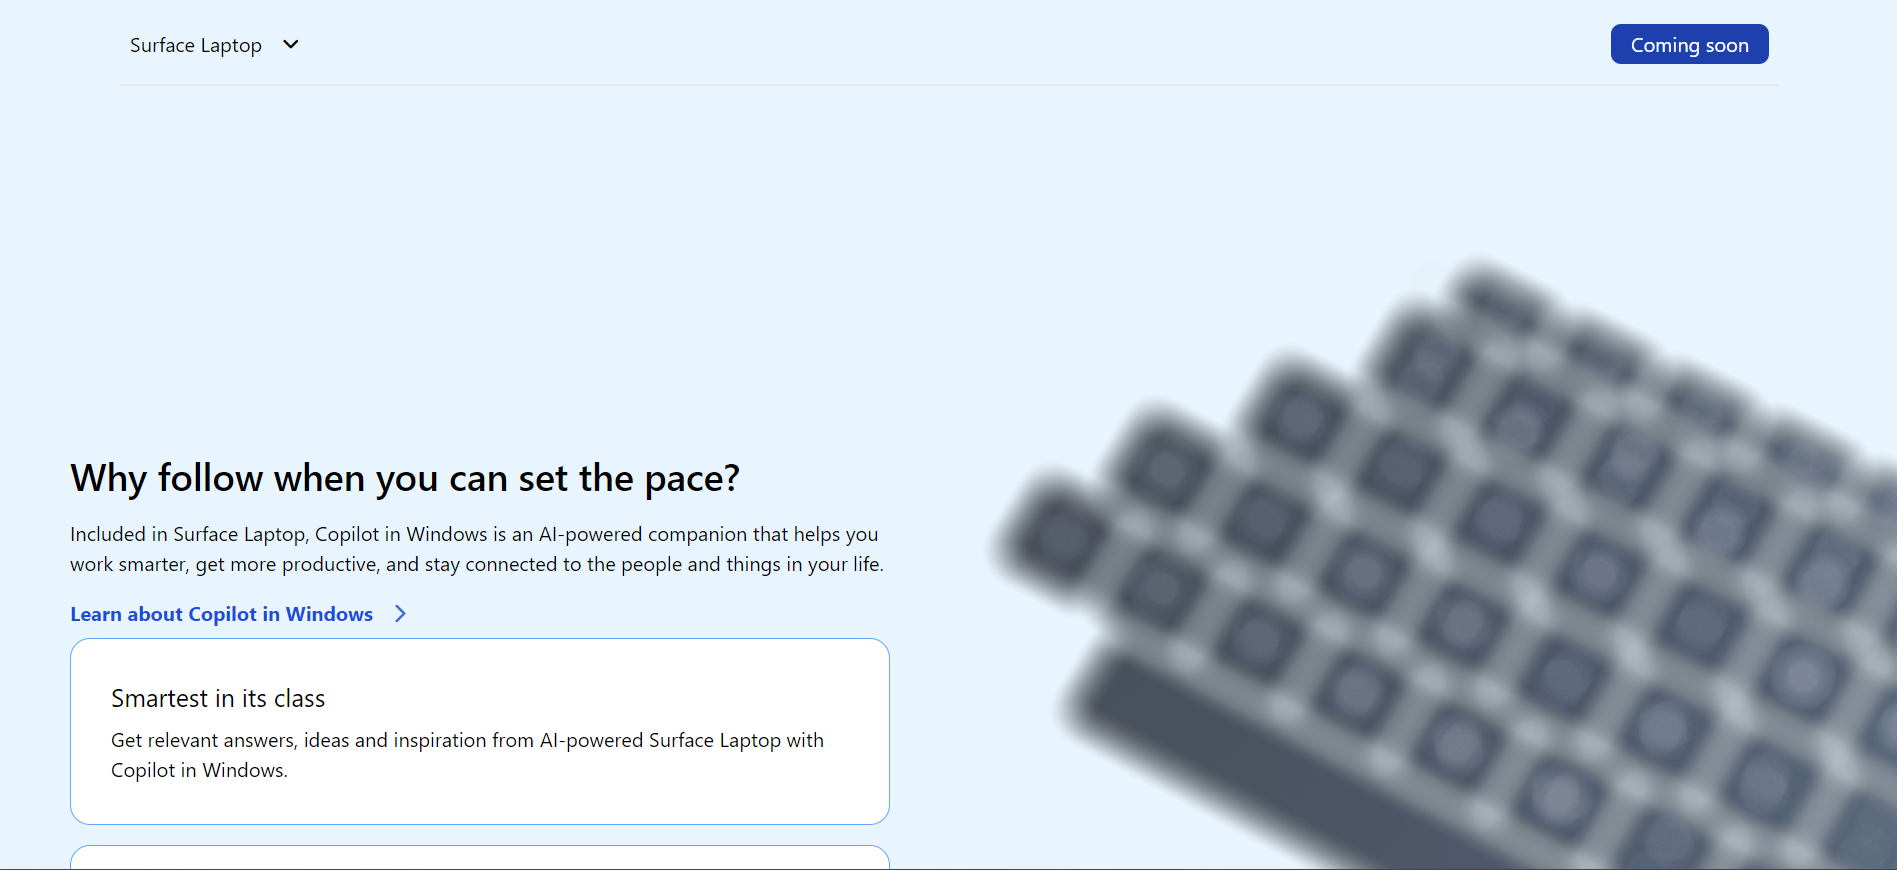 Surface Laptop
Coming soon
Why follow when you can set the pace?
Included in Surface Laptop, Copilot in Windows is an AI-powered companion that helps you
work smarter, get more productive, and stay connected to the people and things in your life.
Learn about Copilot in Windows
Smartest in its class
Get relevant answers, ideas and inspiration from AI-powered Surface Laptop with
Copilot in Windows.